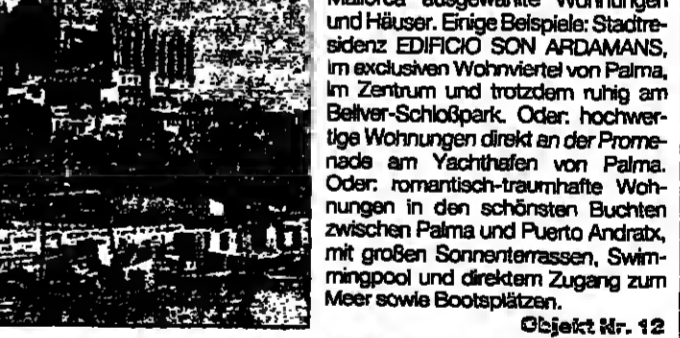 Mallorca ausgewählte Wohnungen
und Häuser. Einige Beispiele: Stadtre-
sidenz EDIFICIO SON ARDAMANS,
im exclusiven Wohnviertel von Palma,
im Zentrum und trotzdem ruhig am
Bellver-Schloßpark. Oder: hochwer-
tige Wohnungen direkt an der Prome-
nade am Yachthafen von Palma.
Oder: romantisch-traumhafte Woh-
nungen in den schönsten Buchten
zwischen Palma und Puerto Andratx,
mit großen Sonnenterrassen, Swim-
mingpool und direktem Zugang zum
Meer sowie Bootsplätzen.
Objekt Nr. 12